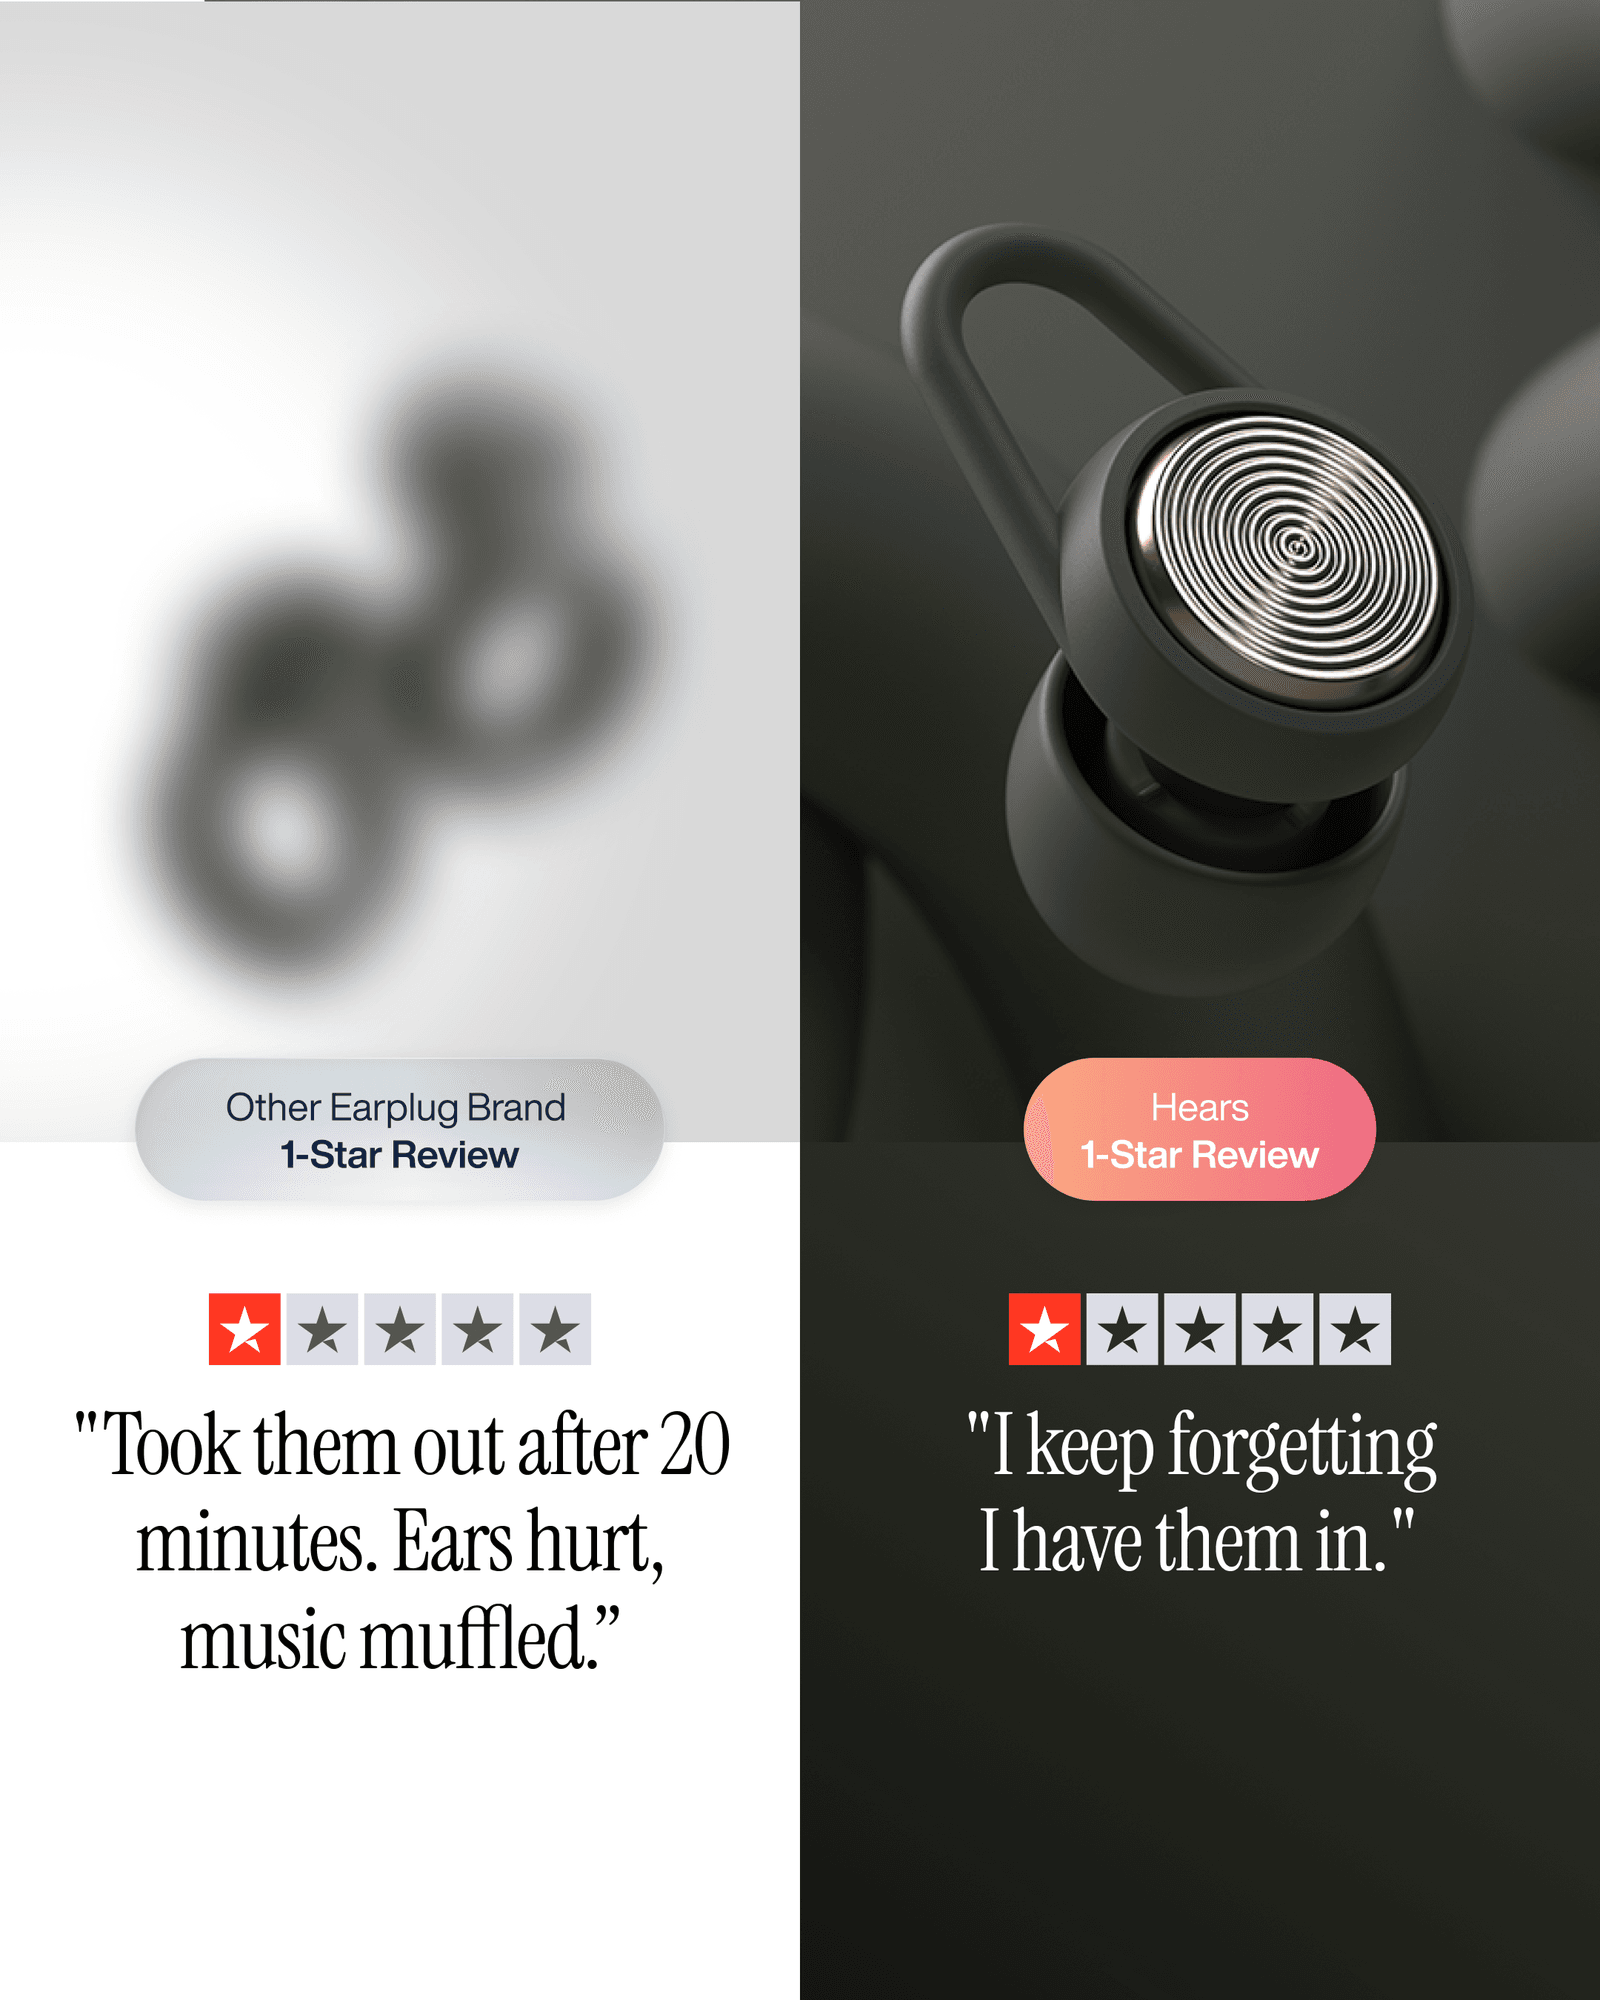 Other Earplug Brand
1-Star Review
"Took them out after 20
minutes. Ears hurt,
music muffled.”
Hears
1-Star Review
"I keep forgetting
I have them in."